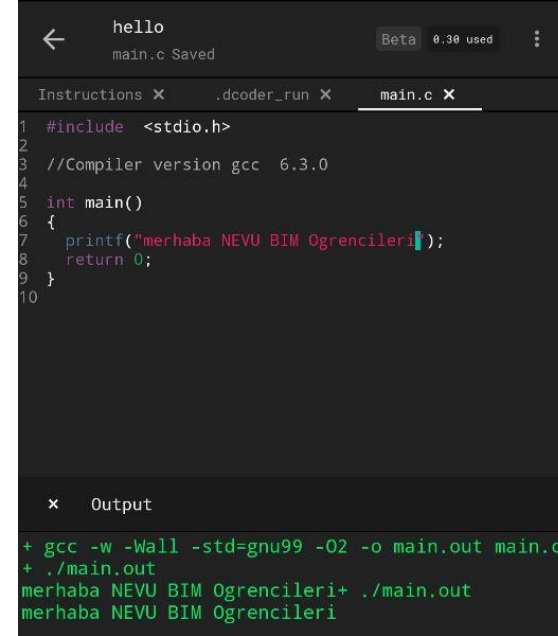 hello
main.c Saved
Beta 0.30 used
Instructions × .dcoder_run × main.c ×
1 #include <stdio.h>
2
3 //Compiler version gcc 6.3.0
4
5 int main()
6 {
7 printf("merhaba NEVU BIM Ogrencileri");
8 return 0;
9 }
10
× Output
+ gcc -w -Wall -std=gnu99 -O2 -o main.out main.c
+ ./main.out
merhaba NEVU BIM Ogrencileri+ ./main.out
merhaba NEVU BIM Ogrencileri